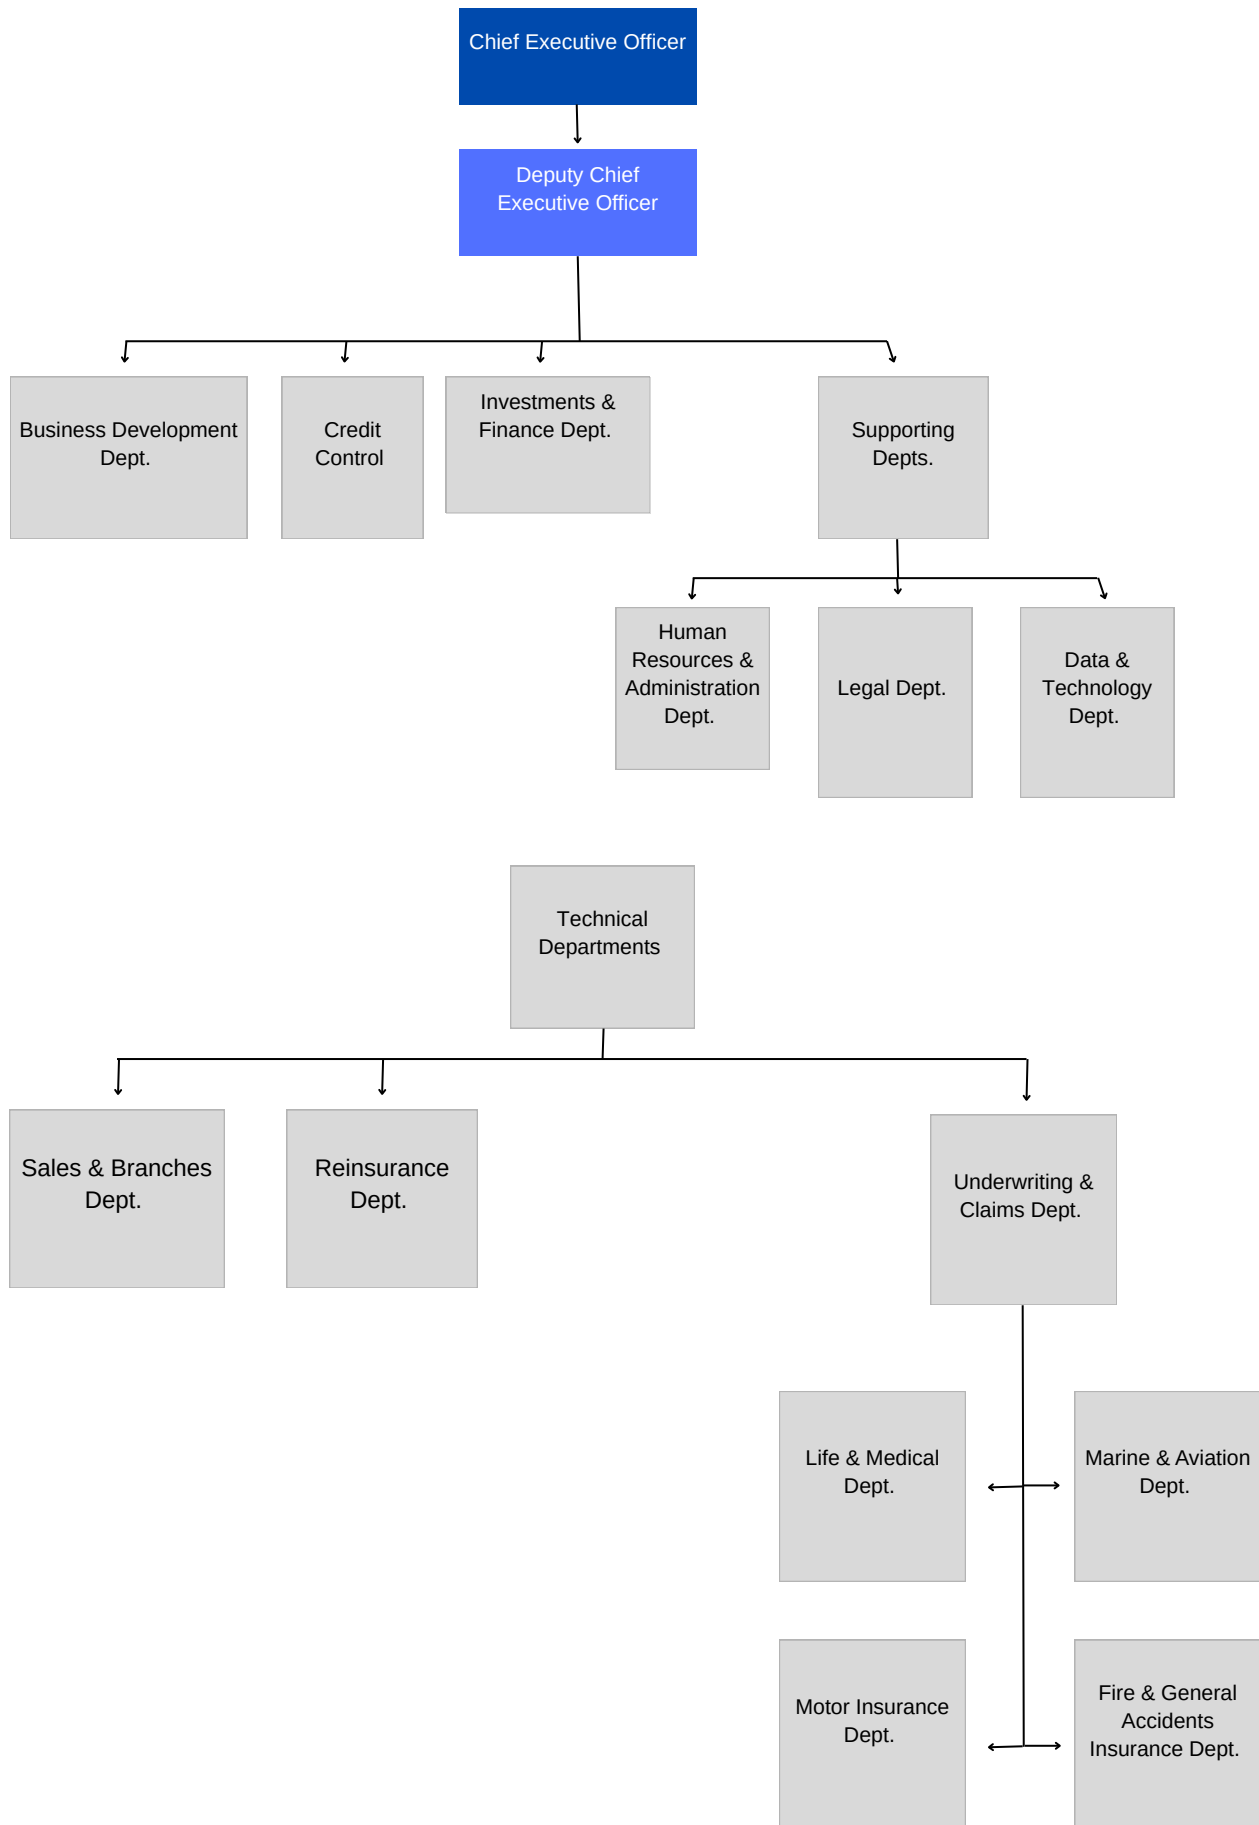 Chief Executive Officer
Deputy Chief
Executive Officer
Business Development
Dept.
Credit
Control
Investments &
Finance Dept.
Supporting
Depts.
Human
Resources &
Administration
Dept.
Legal Dept.
Data &
Technology
Dept.
Technical
Departments
Sales & Branches
Dept.
Reinsurance
Dept.
Underwriting &
Claims Dept.
Life & Medical
Dept.
Marine & Aviation
Dept.
Motor Insurance
Dept.
Fire & General
Accidents
Insurance Dept.